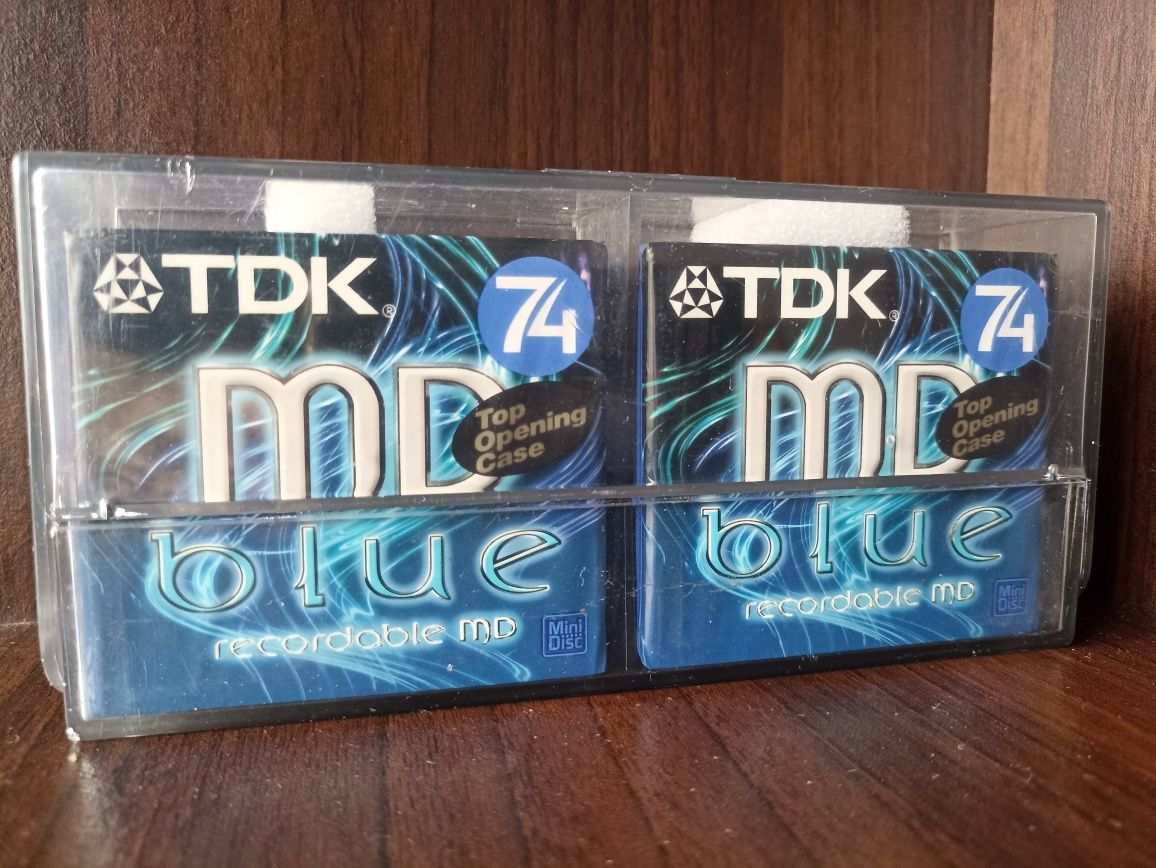 TDK®
74
MD
Top
Opening
Case
blue
recordable MD
Mini
Disc
TDK®
74
MD
Top
Opening
Case
blue
recordable MD
Mini
Disc